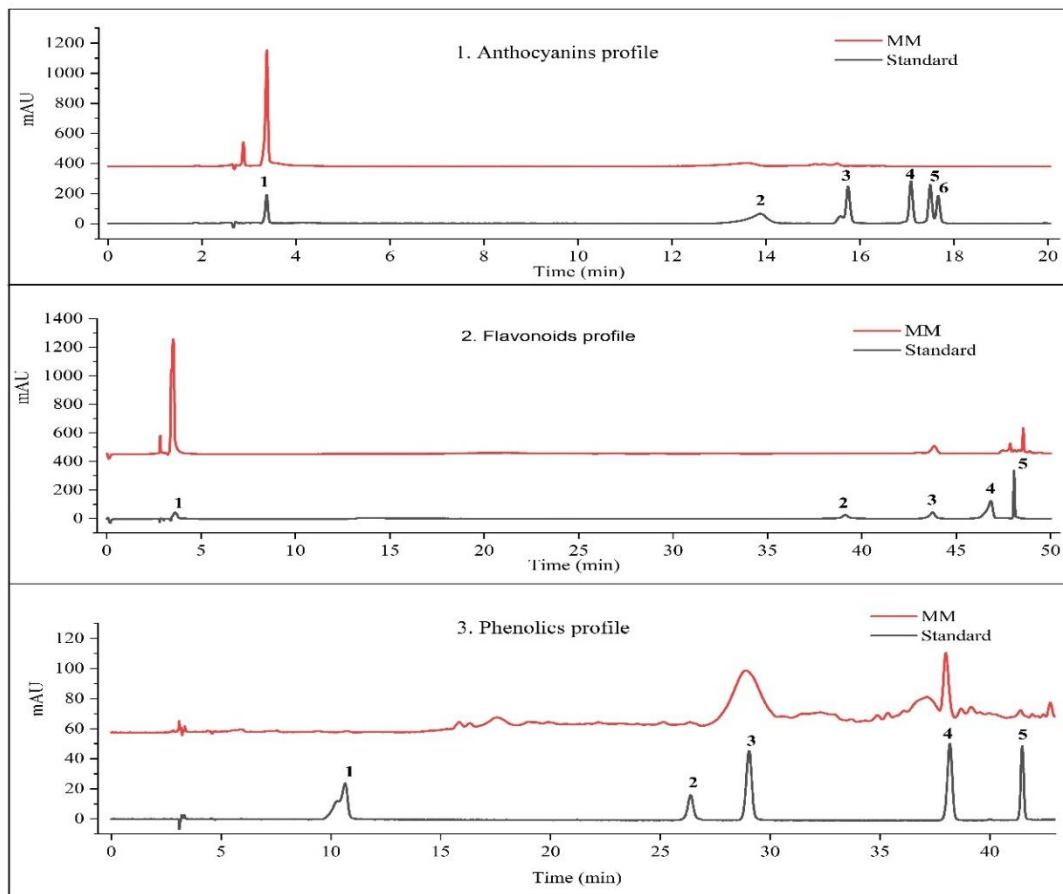 1. Anthocyanins profile
MM
Standard
mAU
1200
1000
800
600
400
200
0
1
2
3
4
5
6
0 2 4 6 8 10 12 14 16 18 20
Time (min)
2. Flavonoids profile
MM
Standard
mAU
1400
1200
1000
800
600
400
200
0
1
2
3
4
5
0 5 10 15 20 25 30 35 40 45 50
Time (min)
3. Phenolics profile
MM
Standard
mAU
120
100
80
60
40
20
0
1
2
3
4
5
0 5 10 15 20 25 30 35 40
Time (min)